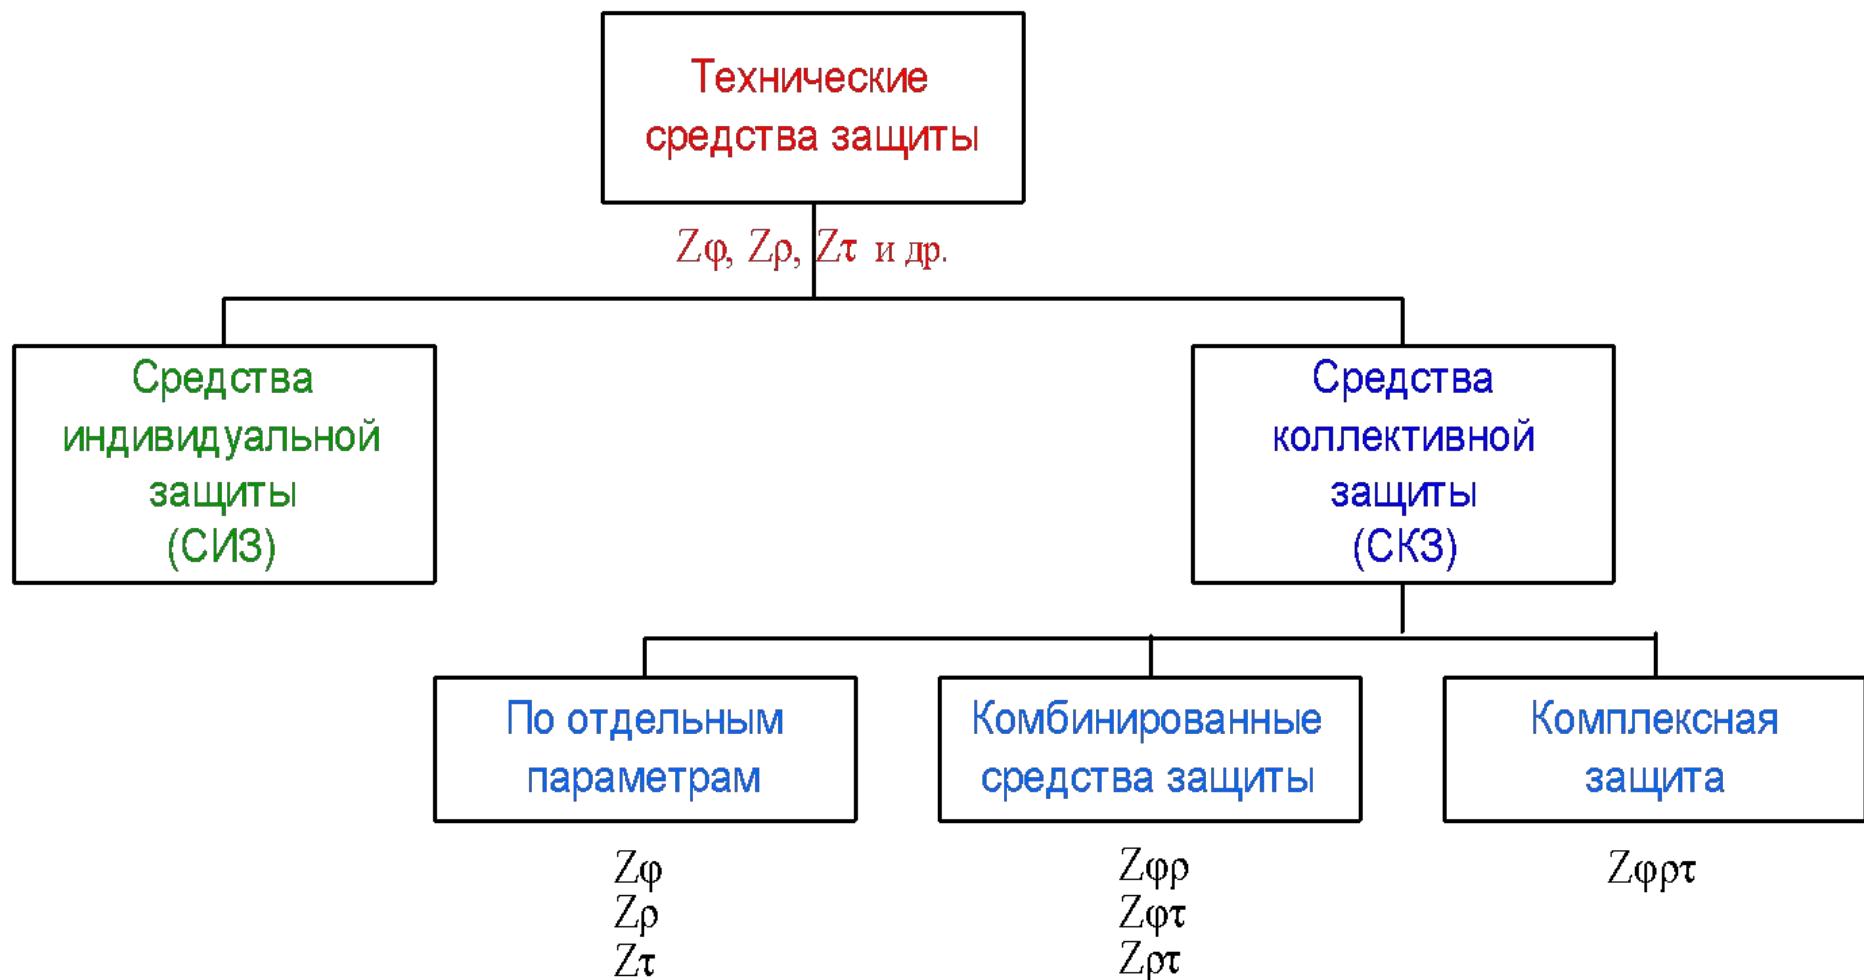 Технические
средства защиты
Zφ, Zρ, Zτ и др.
Средства
индивидуальной
защиты
(СИЗ)
Средства
коллективной
защиты
(СКЗ)
По отдельным
параметрам
Комбинированные
средства защиты
Комплексная
защита
Zφ
Zρ
Zτ
Zφρ
Zφτ
Zρτ
Zφρτ